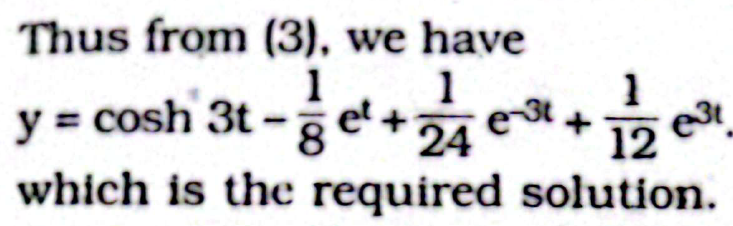 Thus from (3), we have
y = cosh 3t – 1/8 e^t + 1/24 e^-3t + 1/12 e^3t.
which is the required solution.